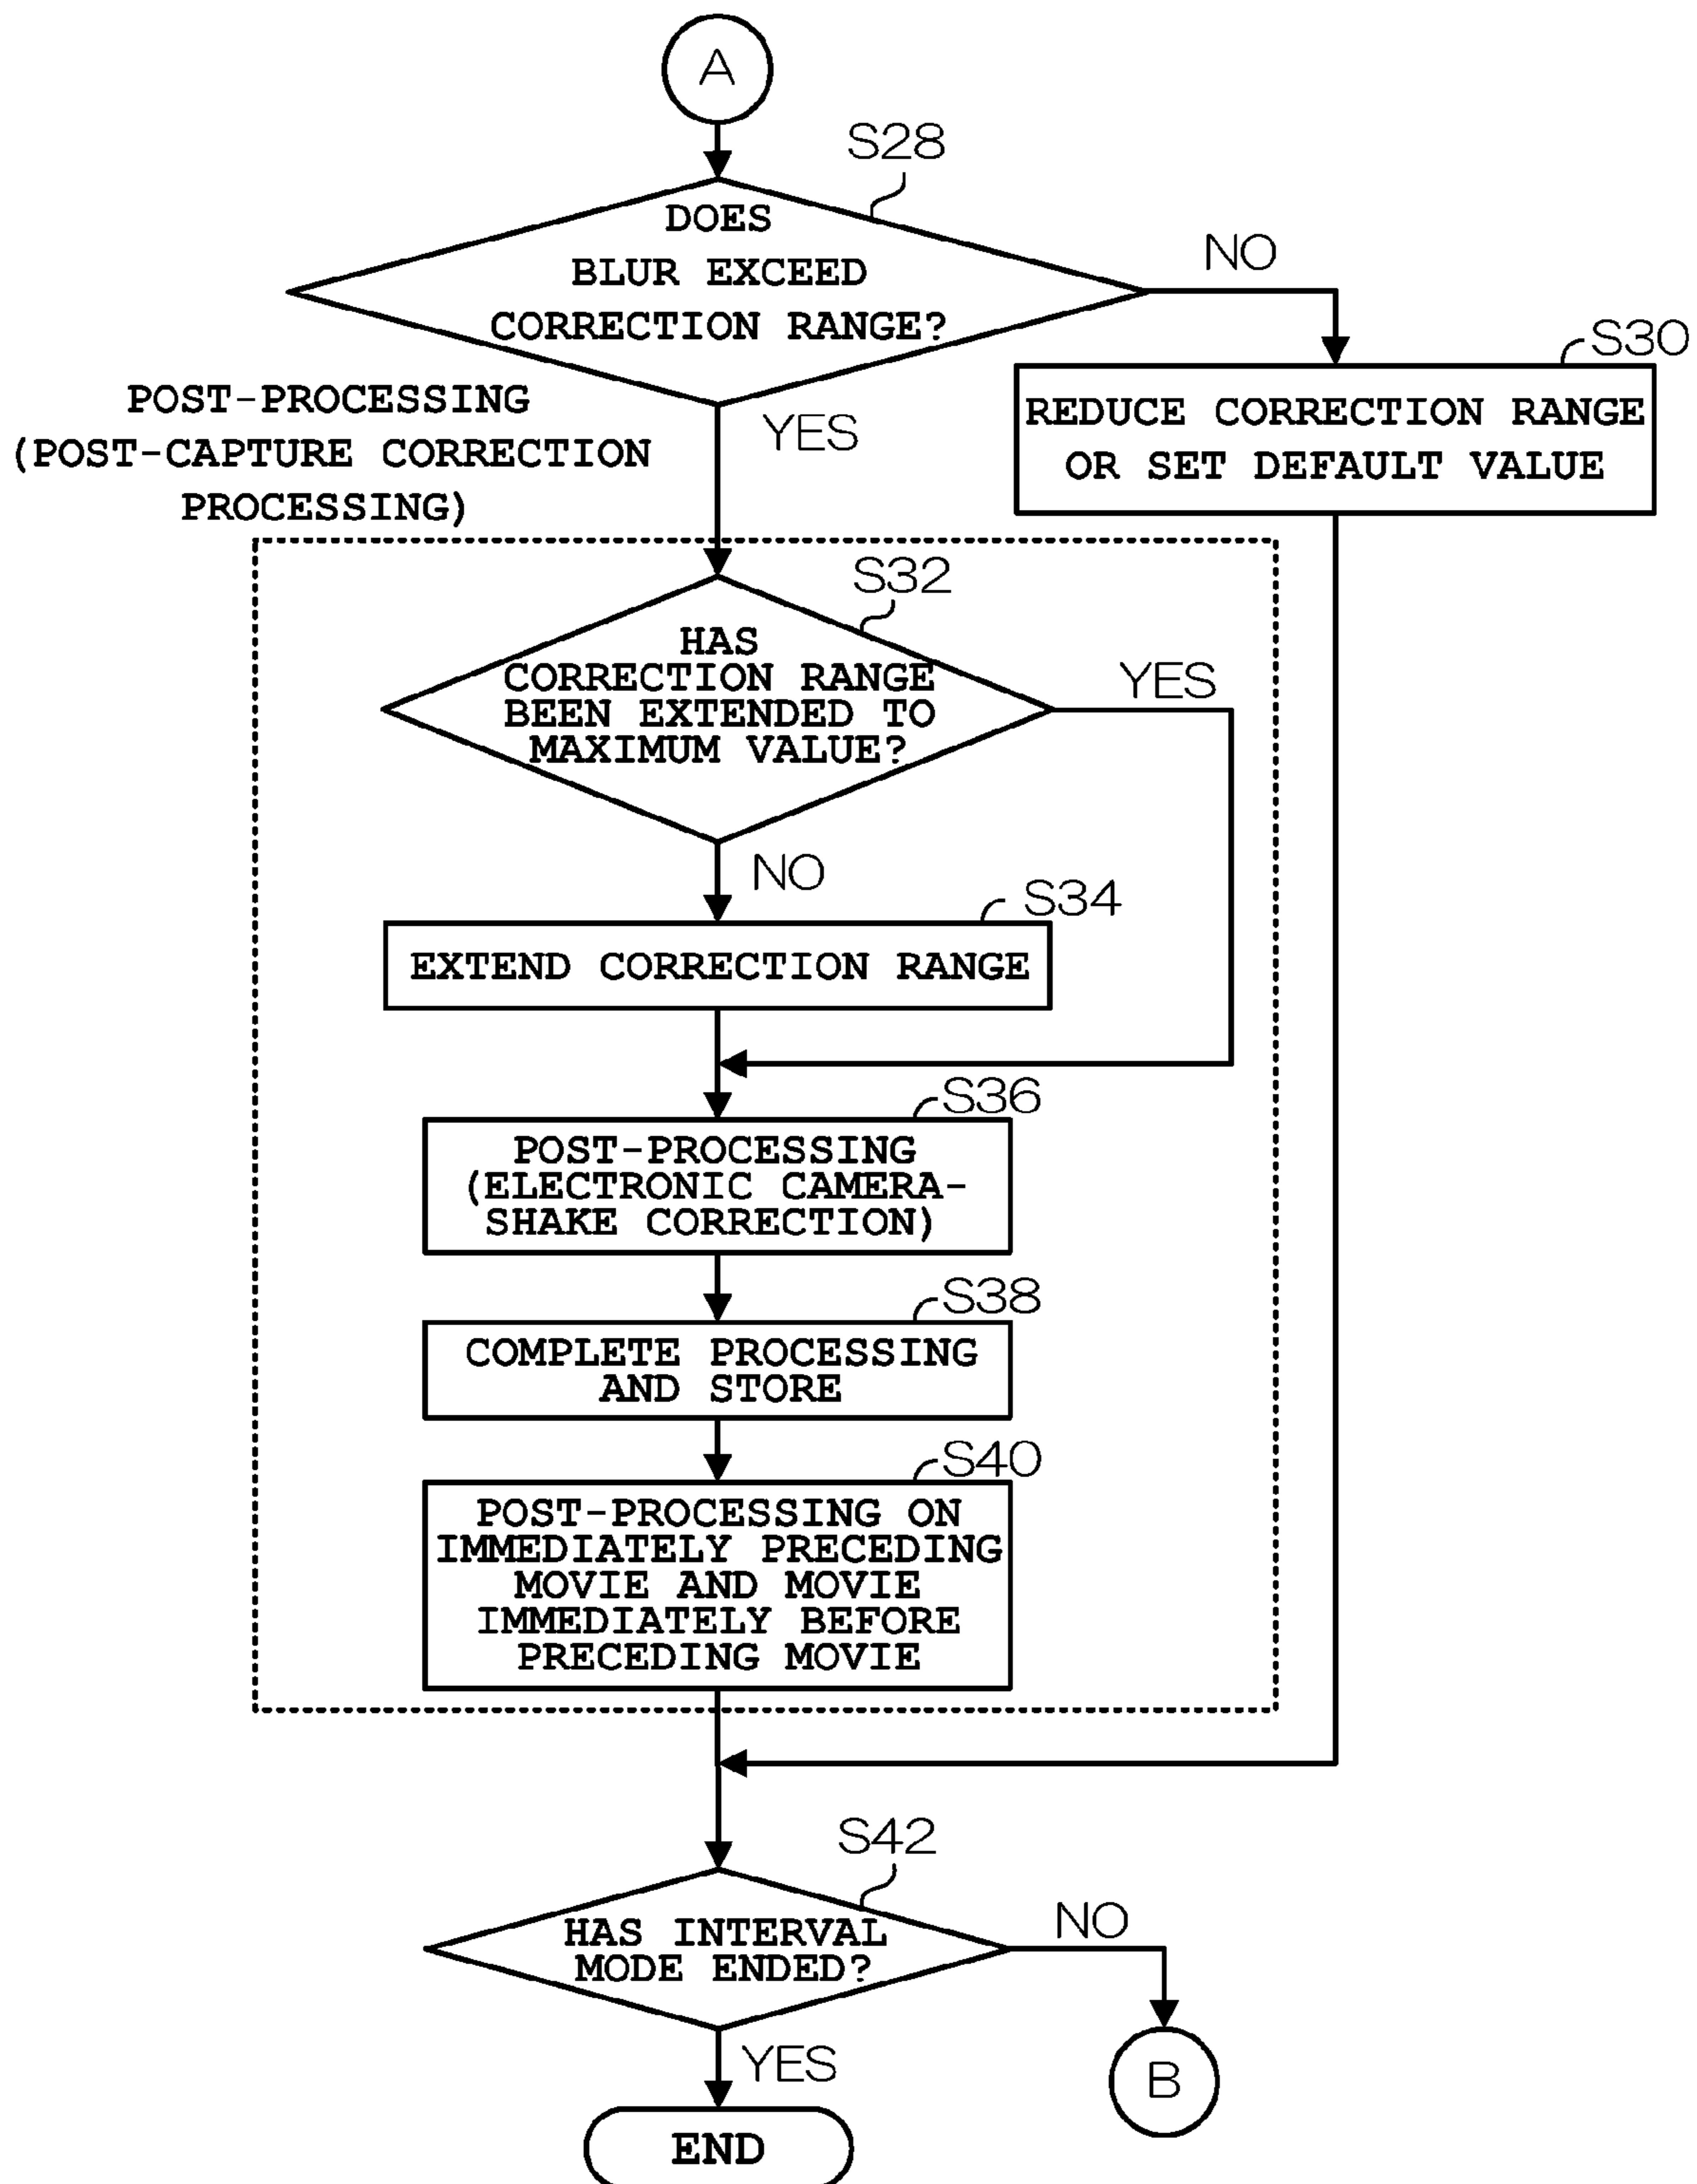 A
S28
DOES
BLUR EXCEED
CORRECTION RANGE?
NO
S30
REDUCE CORRECTION RANGE
OR SET DEFAULT VALUE
YES
POST-PROCESSING
(POST-CAPTURE CORRECTION
PROCESSING)
S32
HAS
CORRECTION RANGE
BEEN EXTENDED TO
MAXIMUM VALUE?
YES
NO
S34
EXTEND CORRECTION RANGE
S36
POST-PROCESSING
(ELECTRONIC CAMERA-
SHAKE CORRECTION)
S38
COMPLETE PROCESSING
AND STORE
S40
POST-PROCESSING ON
IMMEDIATELY PRECEDING
MOVIE AND MOVIE
IMMEDIATELY BEFORE
PRECEDING MOVIE
S42
HAS INTERVAL
MODE ENDED?
NO
YES
B
END